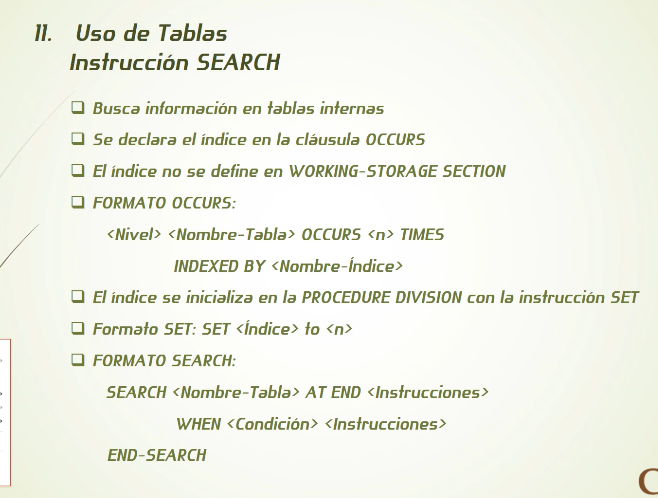 11. Uso de Tablas
Instrucción SEARCH
❑ Busca información en tablas internas
❑ Se declara el índice en la cláusula OCCURS
❑ El índice no se define en WORKING-STORAGE SECTION
❑ FORMATO OCCURS:
<Nivel> <Nombre-Tabla> OCCURS <n> TIMES
INDEXED BY <Nombre-Índice>
❑ El índice se inicializa en la PROCEDURE DIVISION con la instrucción SET
❑ Formato SET: SET <Índice> to <n>
❑ FORMATO SEARCH:
SEARCH <Nombre-Tabla> AT END <Instrucciones>
WHEN <Condición> <Instrucciones>
END-SEARCH
C